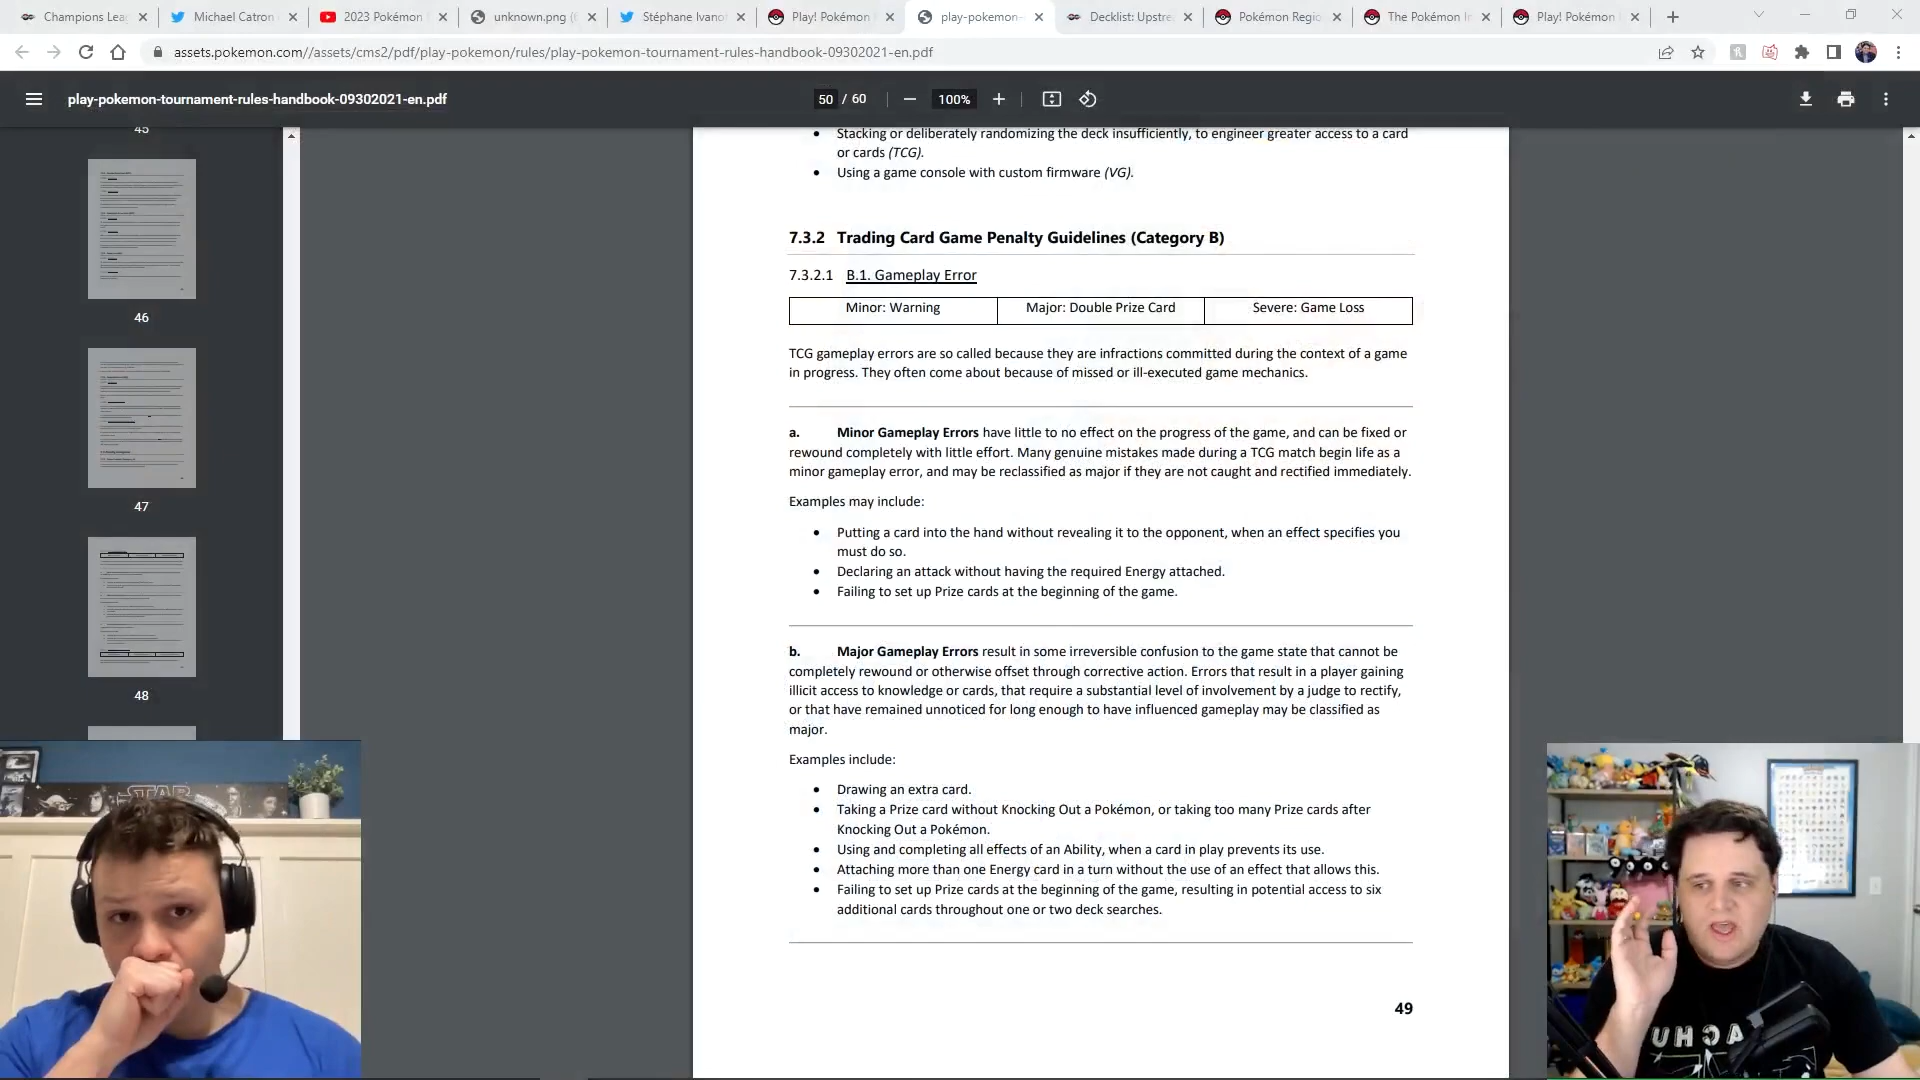 Champions Lea
Michael Catron
2023 Pokémon
unknown.png (
Stéphane Ivano
Play! Pokémon
play-pokemon-
Decklist: Upstre
Pokémon Regio
The Pokémon In
Play! Pokémon
assets.pokemon.com//assets/cms2/pdf/play-pokemon/rules/play-pokemon-tournament-rules-handbook-09302021-en.pdf
play-pokemon-tournament-rules-handbook-09302021-en.pdf
50 / 60
100%
45
46
47
48
• Stacking or deliberately randomizing the deck insufficiently, to engineer greater access to a card
or cards (TCG).
• Using a game console with custom firmware (VG).
7.3.2 Trading Card Game Penalty Guidelines (Category B)
7.3.2.1 B.1. Gameplay Error
Minor: Warning Major: Double Prize Card Severe: Game Loss
TCG gameplay errors are so called because they are infractions committed during the context of a game
in progress. They often come about because of missed or ill-executed game mechanics.
a. Minor Gameplay Errors have little to no effect on the progress of the game, and can be fixed or
rewound completely with little effort. Many genuine mistakes made during a TCG match begin life as a
minor gameplay error, and may be reclassified as major if they are not caught and rectified immediately.
Examples may include:
• Putting a card into the hand without revealing it to the opponent, when an effect specifies you
must do so.
• Declaring an attack without having the required Energy attached.
• Failing to set up Prize cards at the beginning of the game.
b. Major Gameplay Errors result in some irreversible confusion to the game state that cannot be
completely rewound or otherwise offset through corrective action. Errors that result in a player gaining
illicit access to knowledge or cards, that require a substantial level of involvement by a judge to rectify,
or that have remained unnoticed for long enough to have influenced gameplay may be classified as
major.
Examples include:
• Drawing an extra card.
• Taking a Prize card without Knocking Out a Pokémon, or taking too many Prize cards after
Knocking Out a Pokémon.
• Using and completing all effects of an Ability, when a card in play prevents its use.
• Attaching more than one Energy card in a turn without the use of an effect that allows this.
• Failing to set up Prize cards at the beginning of the game, resulting in potential access to six
additional cards throughout one or two deck searches.
49
STAR